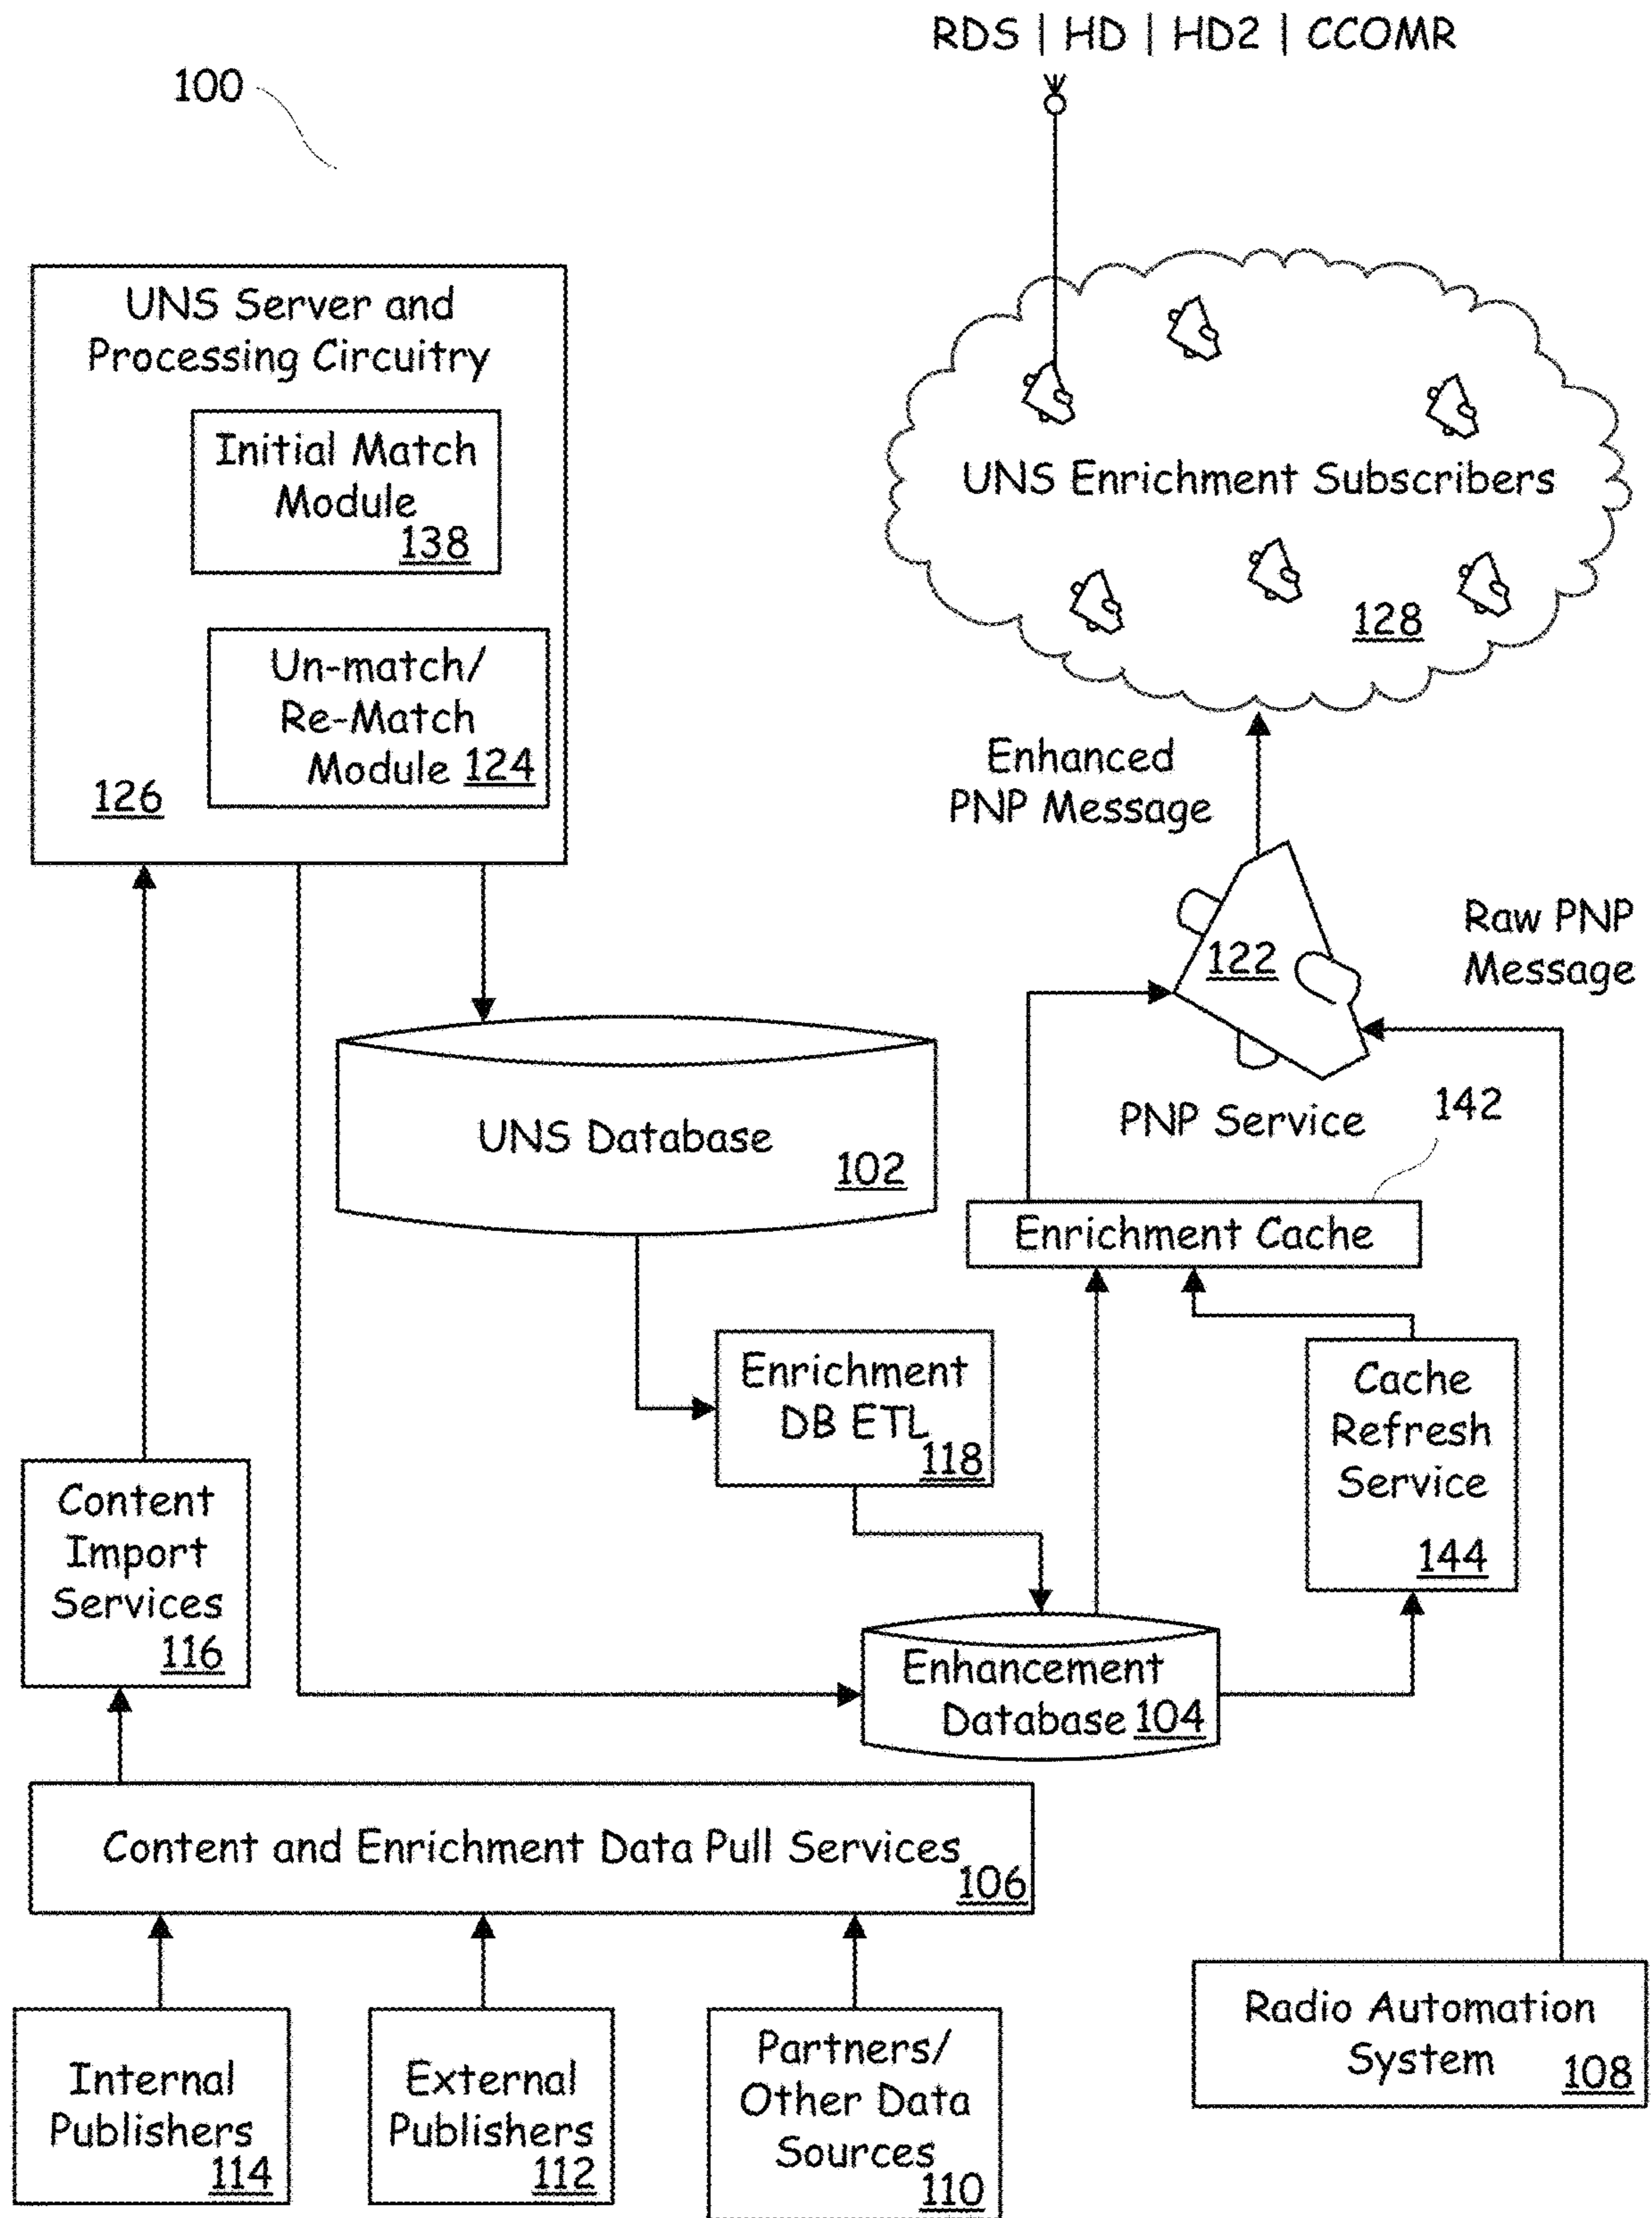 RDS | HD | HD2 | CCOMR
100
UNS Server and
Processing Circuitry
Initial Match
Module
138
Un-match/
Re-Match
Module 124
126
UNS Enrichment Subscribers
128
Enhanced
PNP Message
122
Raw PNP
Message
PNP Service
142
UNS Database
102
Enrichment Cache
Enrichment
DB ETL
118
Cache
Refresh
Service
144
Content
Import
Services
116
Enhancement
Database 104
Content and Enrichment Data Pull Services
106
Internal
Publishers
114
External
Publishers
112
Partners/
Other Data
Sources
110
Radio Automation
System
108